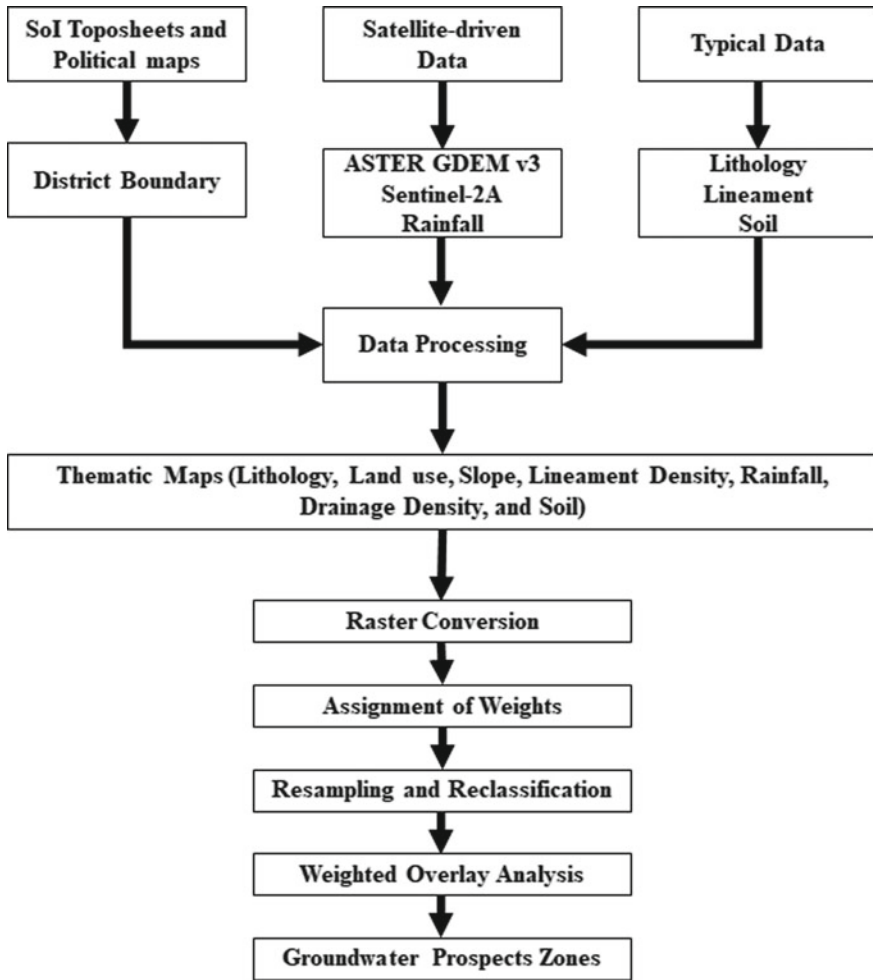 SoI Toposheets and
Political maps
Satellite-driven
Data
Typical Data
District Boundary
ASTER GDEM v3
Sentinel-2A
Rainfall
Lithology
Lineament
Soil
Data Processing
Thematic Maps (Lithology, Land use, Slope, Lineament Density, Rainfall,
Drainage Density, and Soil)
Raster Conversion
Assignment of Weights
Resampling and Reclassification
Weighted Overlay Analysis
Groundwater Prospects Zones